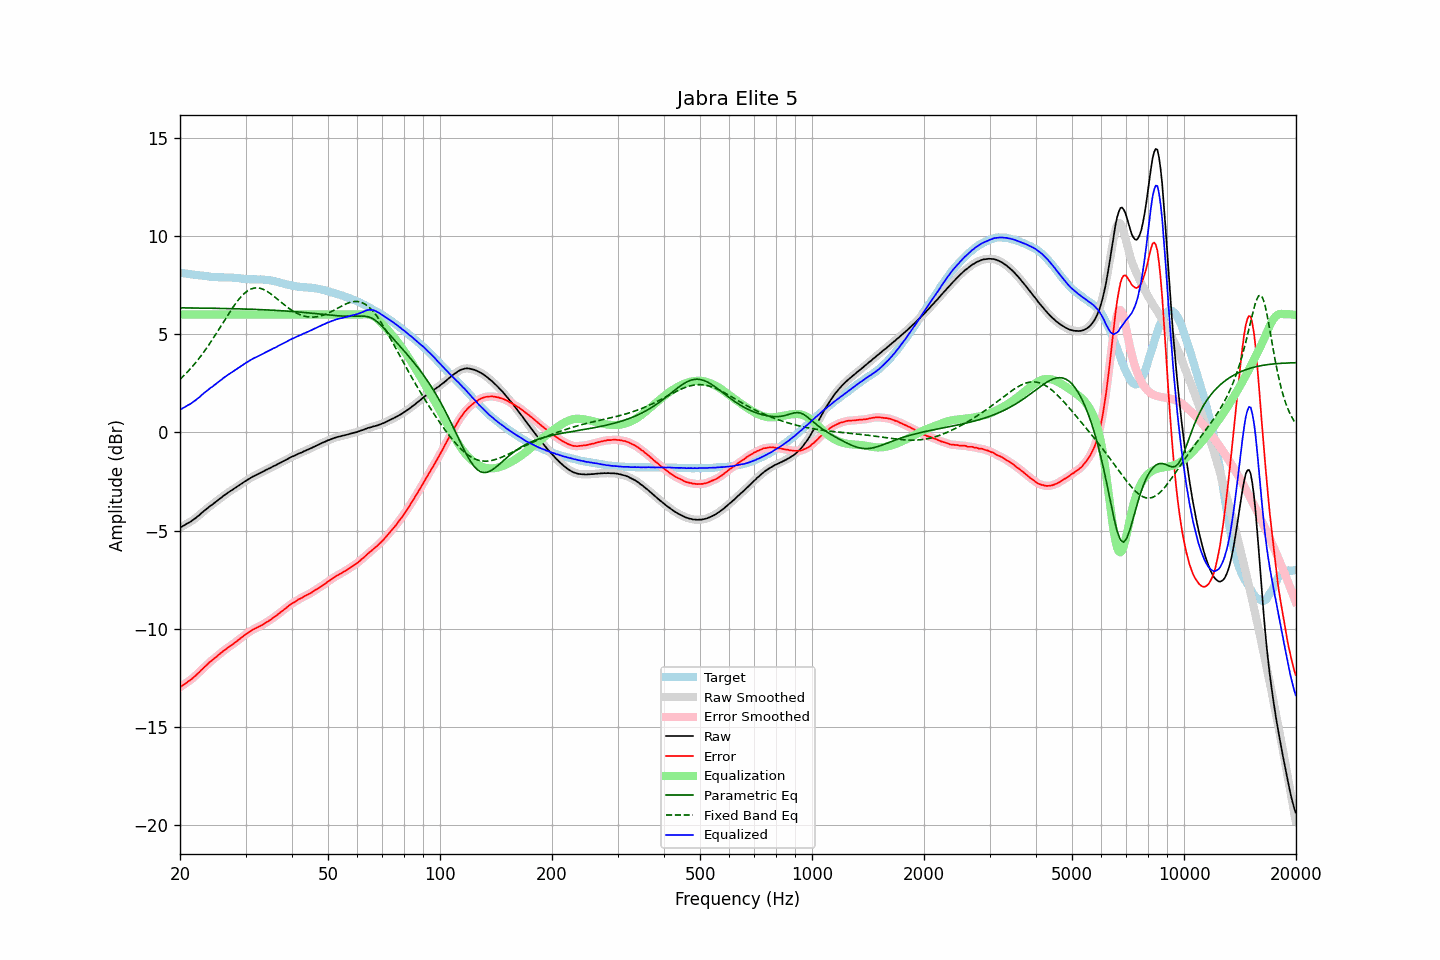 Jabra Elite 5
Amplitude (dBr)
15
10
5
0
−5
−10
−15
−20
Target
Raw Smoothed
Error Smoothed
Raw
Error
Equalization
Parametric Eq
Fixed Band Eq
Equalized
20
50
100
200
500
1000
2000
5000
10000
20000
Frequency (Hz)